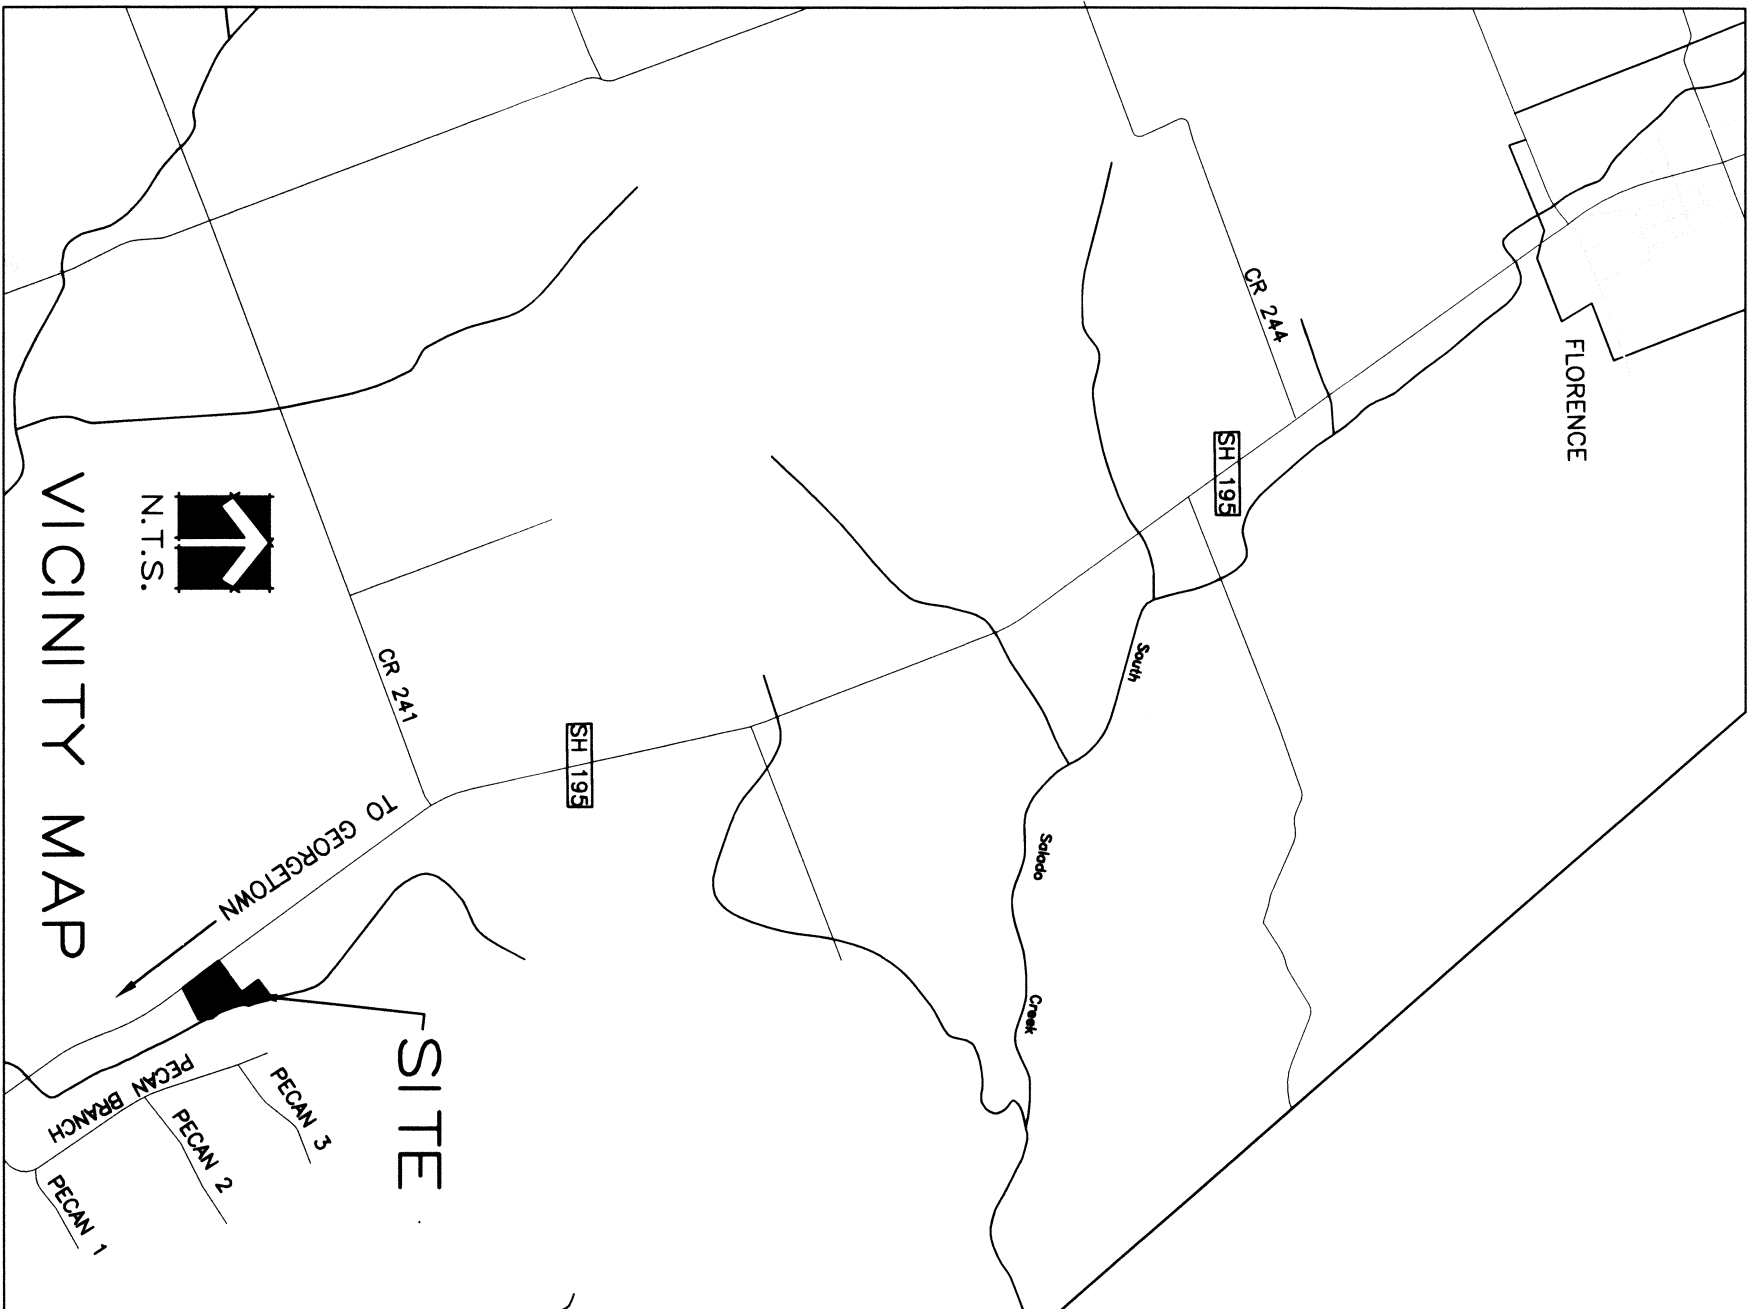 FLORENCE
CR 244
SH 195
South
Salado
Creek
SH 195
CR 241
TO GEORGETOWN
SITE
PECAN 3
PECAN 2
PECAN BRANCH
PECAN 1
N.T.S.
VICINITY MAP